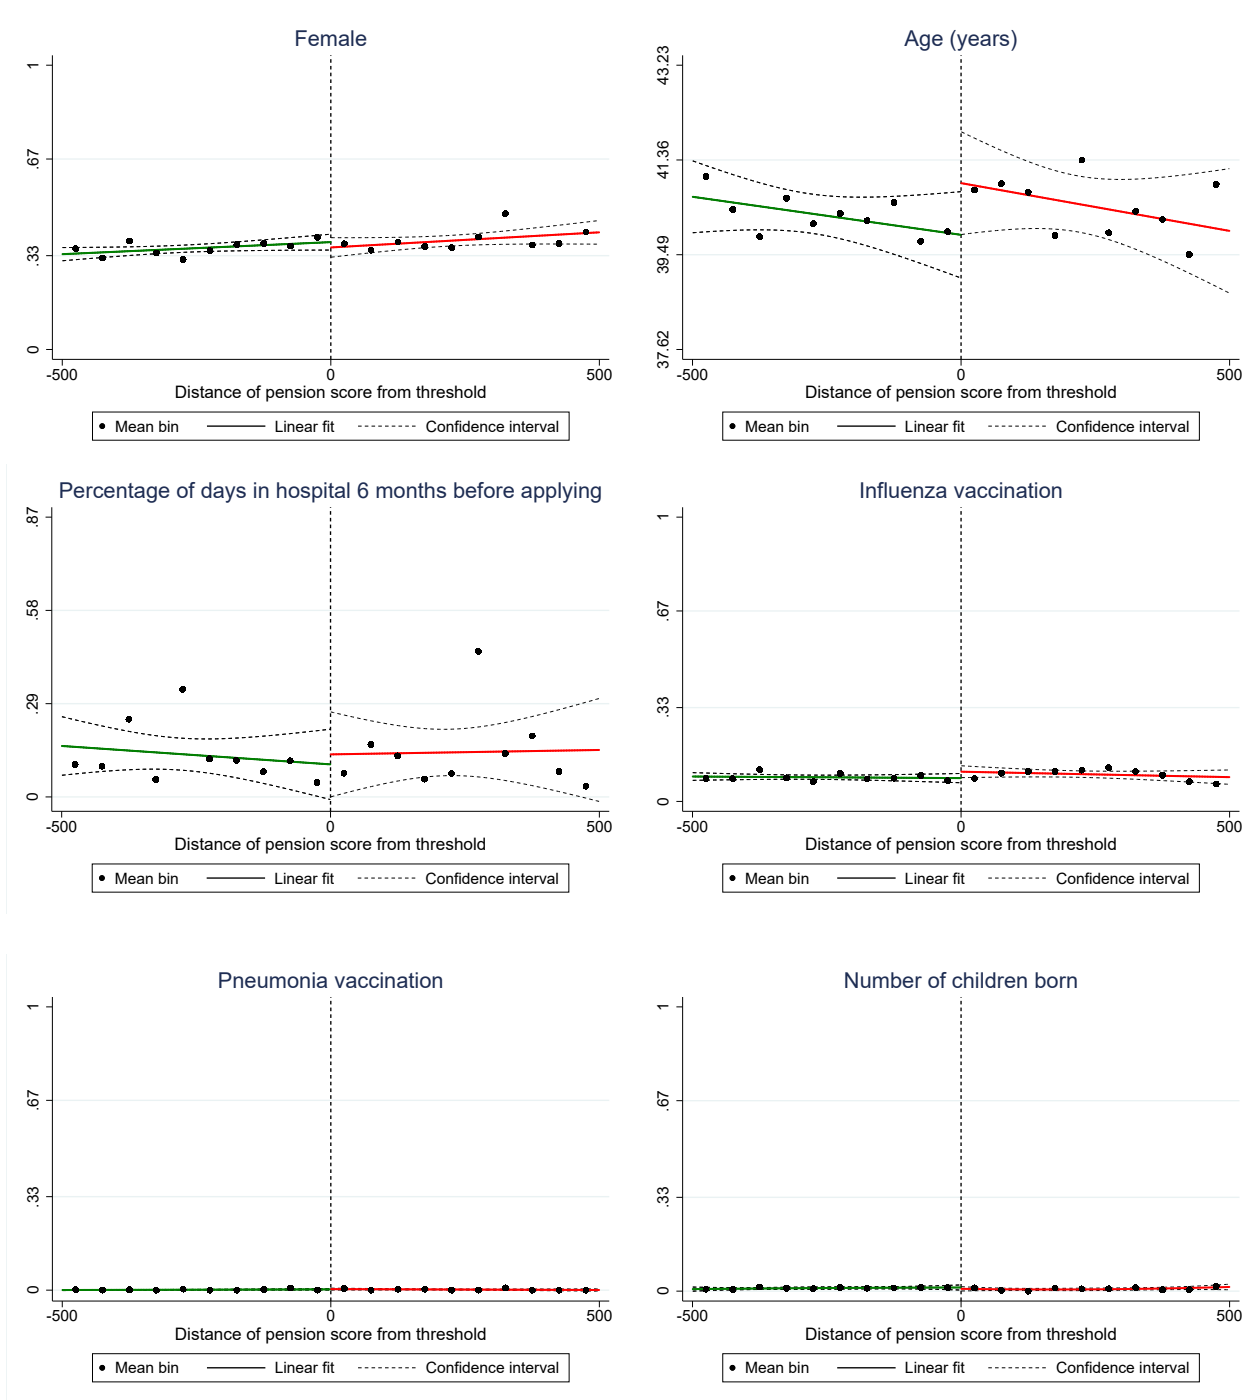 Female
1
.67
.33
0
-500 0 500
Distance of pension score from threshold
Mean bin Linear fit Confidence interval
Age (years)
43.23
41.36
39.49
37.62
-500 0 500
Distance of pension score from threshold
Mean bin Linear fit Confidence interval
Percentage of days in hospital 6 months before applying
.87
.58
.29
0
-500 0 500
Distance of pension score from threshold
Mean bin Linear fit Confidence interval
Influenza vaccination
1
.67
.33
0
-500 0 500
Distance of pension score from threshold
Mean bin Linear fit Confidence interval
Pneumonia vaccination
1
.67
.33
0
-500 0 500
Distance of pension score from threshold
Mean bin Linear fit Confidence interval
Number of children born
1
.67
.33
0
-500 0 500
Distance of pension score from threshold
Mean bin Linear fit Confidence interval